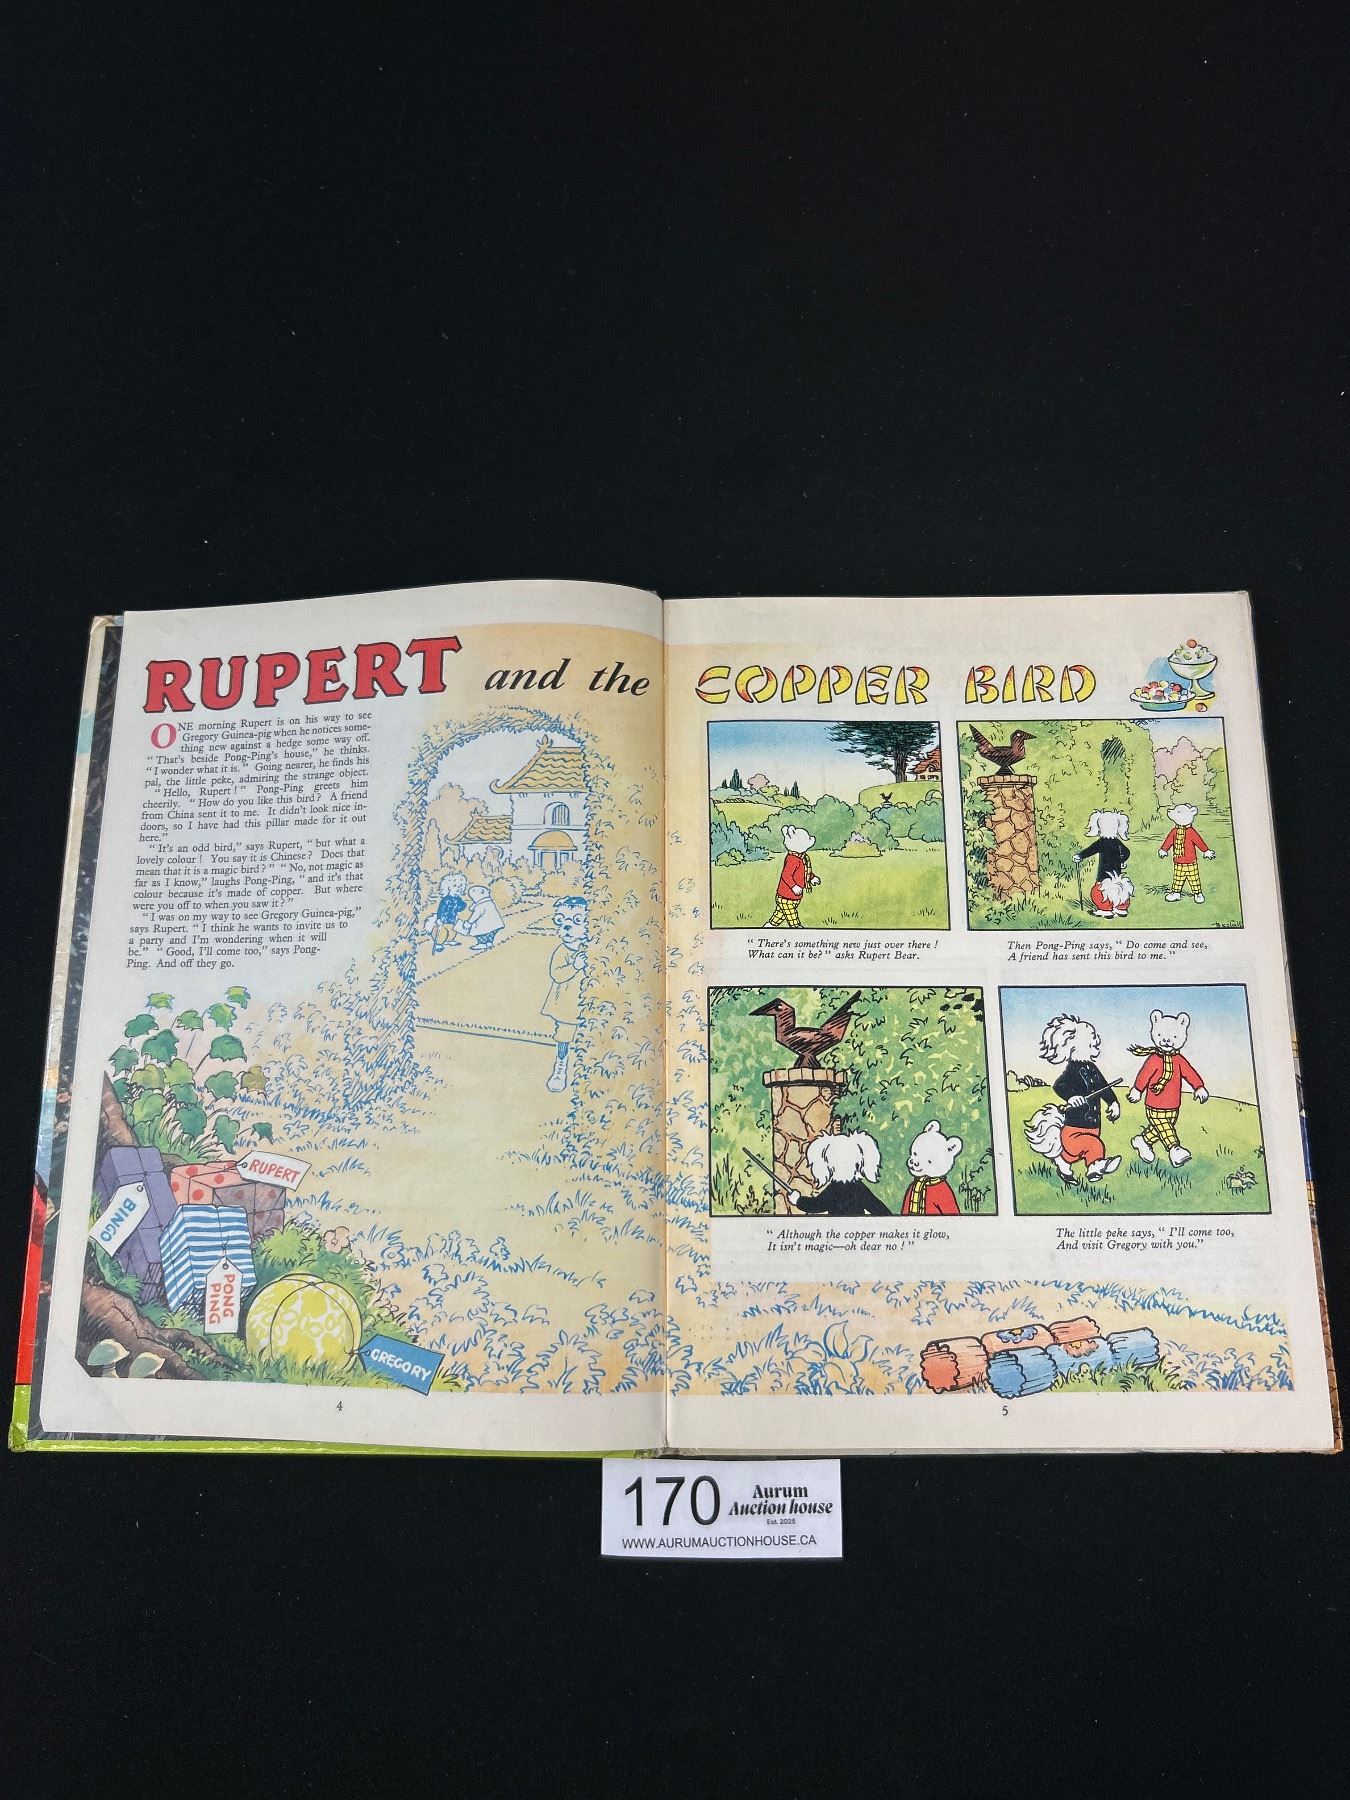 RUPERT and the
ONE morning Rupert is on his way to see
Gregory Guinea-pig when he notices some-
thing new against a hedge some way off.
“That's beside Pong-Ping's house,” he thinks.
“I wonder what it is.” Going nearer, he finds his
pal, the little peke, admiring the strange object.
“Hello, Rupert!” Pong-Ping greets him
cheerily. “How do you like this bird? A friend
from China sent it to me. It didn't look nice in-
doors, so I have had this pillar made for it out
here.”
“It's an odd bird,” says Rupert, “but what a
lovely colour! You say it is Chinese? Does that
mean that it is a magic bird?” “No, not magic as
far as I know,” laughs Pong-Ping, “and it's that
colour because it's made of copper. But where
were you off to when you saw it?”
“I was on my way to see Gregory Guinea-pig,”
says Rupert. “I think he wants to invite us to
a party and I'm wondering when it will
be.” “Good, I'll come too,” says Pong-
Ping. And off they go.
RUPERT
BINGO
PONG
PING
GREGORY
4
COPPER BIRD
“There's something new just over there!
What can it be?” asks Rupert Bear.
Then Pong-Ping says, “Do come and see,
A friend has sent this bird to me.”
“Although the copper makes it glow,
It isn't magic—oh dear no!”
The little peke says, “I'll come too,
And visit Gregory with you.”
5
170 Aurum
Auction house
Est. 2025
WWW.AURUMAUCTIONHOUSE.CA